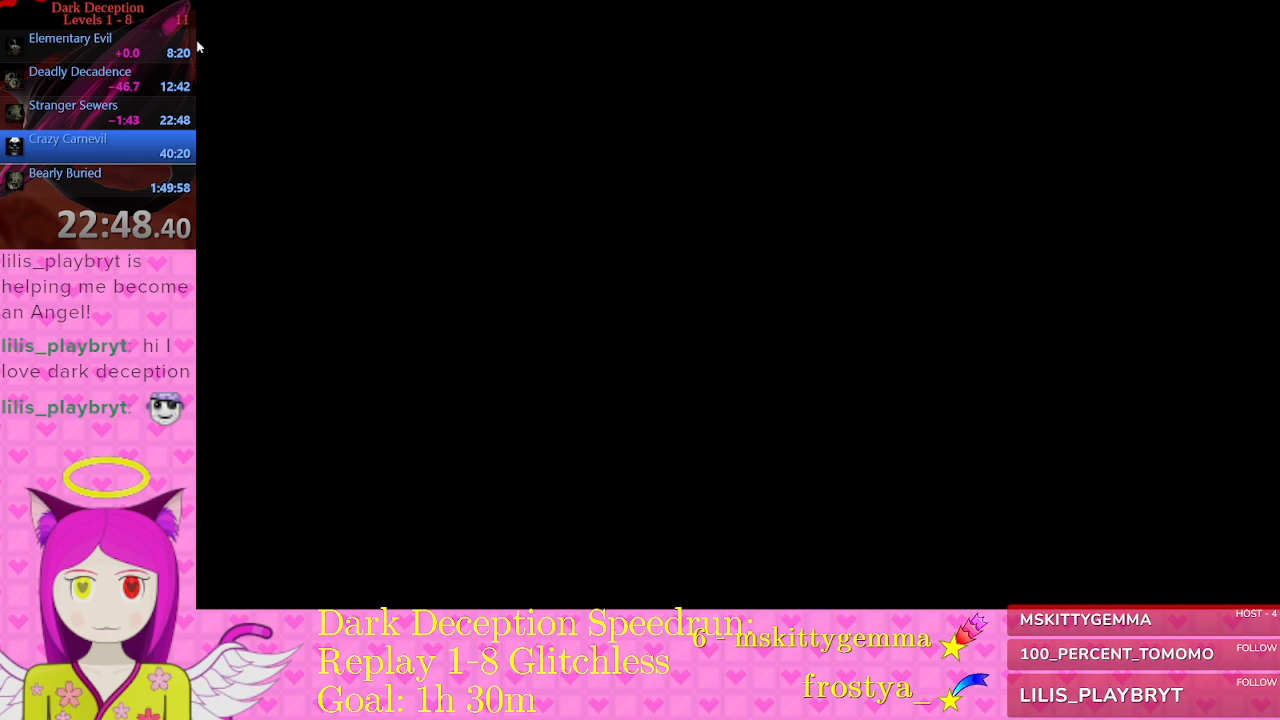 Dark Deception
Levels 1 - 8 11
Elementary Evil
+0.0 8:20
Deadly Decadence
−46.7 12:42
Stranger Sewers
−1:43 22:48
Crazy Carnevil
40:20
Bearly Buried
1:49:58
22:48.40
lilis_playbryt is
helping me become
an Angel!
lilis_playbryt: hi I
love dark deception
lilis_playbryt:
Dark Deception Speedrun:
Replay 1-8 Glitchless
Goal: 1h 30m
6 - mskittygemma
frostya_
MSKITTYGEMMA HOST - 4
100_PERCENT_TOMOMO FOLLOW
LILIS_PLAYBRYT FOLLOW